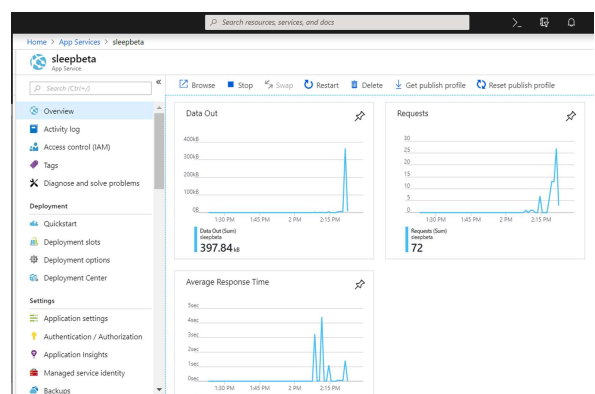 Search resources, services, and docs
Home > App Services > sleepbeta
sleepbeta
App Service
Search (Ctrl+/)
Overview
Activity log
Access control (IAM)
Tags
Diagnose and solve problems
Deployment
Quickstart
Deployment slots
Deployment options
Deployment Center
Settings
Application settings
Authentication / Authorization
Application Insights
Managed service identity
Backups
Browse Stop Swap Restart Delete Get publish profile Reset publish profile
Data Out
400kB
300kB
200kB
100kB
0B
1:30 PM 1:45 PM 2 PM 2:15 PM
Data Out (Sum)
sleepbeta
397.84 kB
Requests
30
25
20
15
10
5
0
1:30 PM 1:45 PM 2 PM 2:15 PM
Requests (Sum)
sleepbeta
72
Average Response Time
5sec
4sec
3sec
2sec
1sec
0sec
1:30 PM 1:45 PM 2 PM 2:15 PM